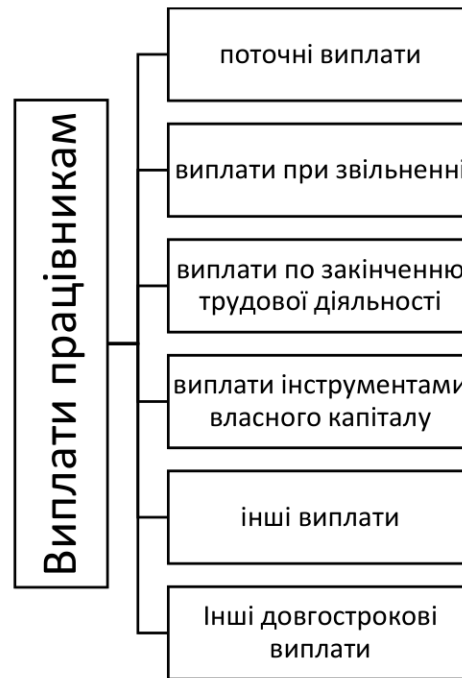 Виплати працівникам
поточні виплати
виплати при звільненні
виплати по закінченню
трудової діяльності
виплати інструментами
власного капіталу
інші виплати
Інші довгострокові
виплати